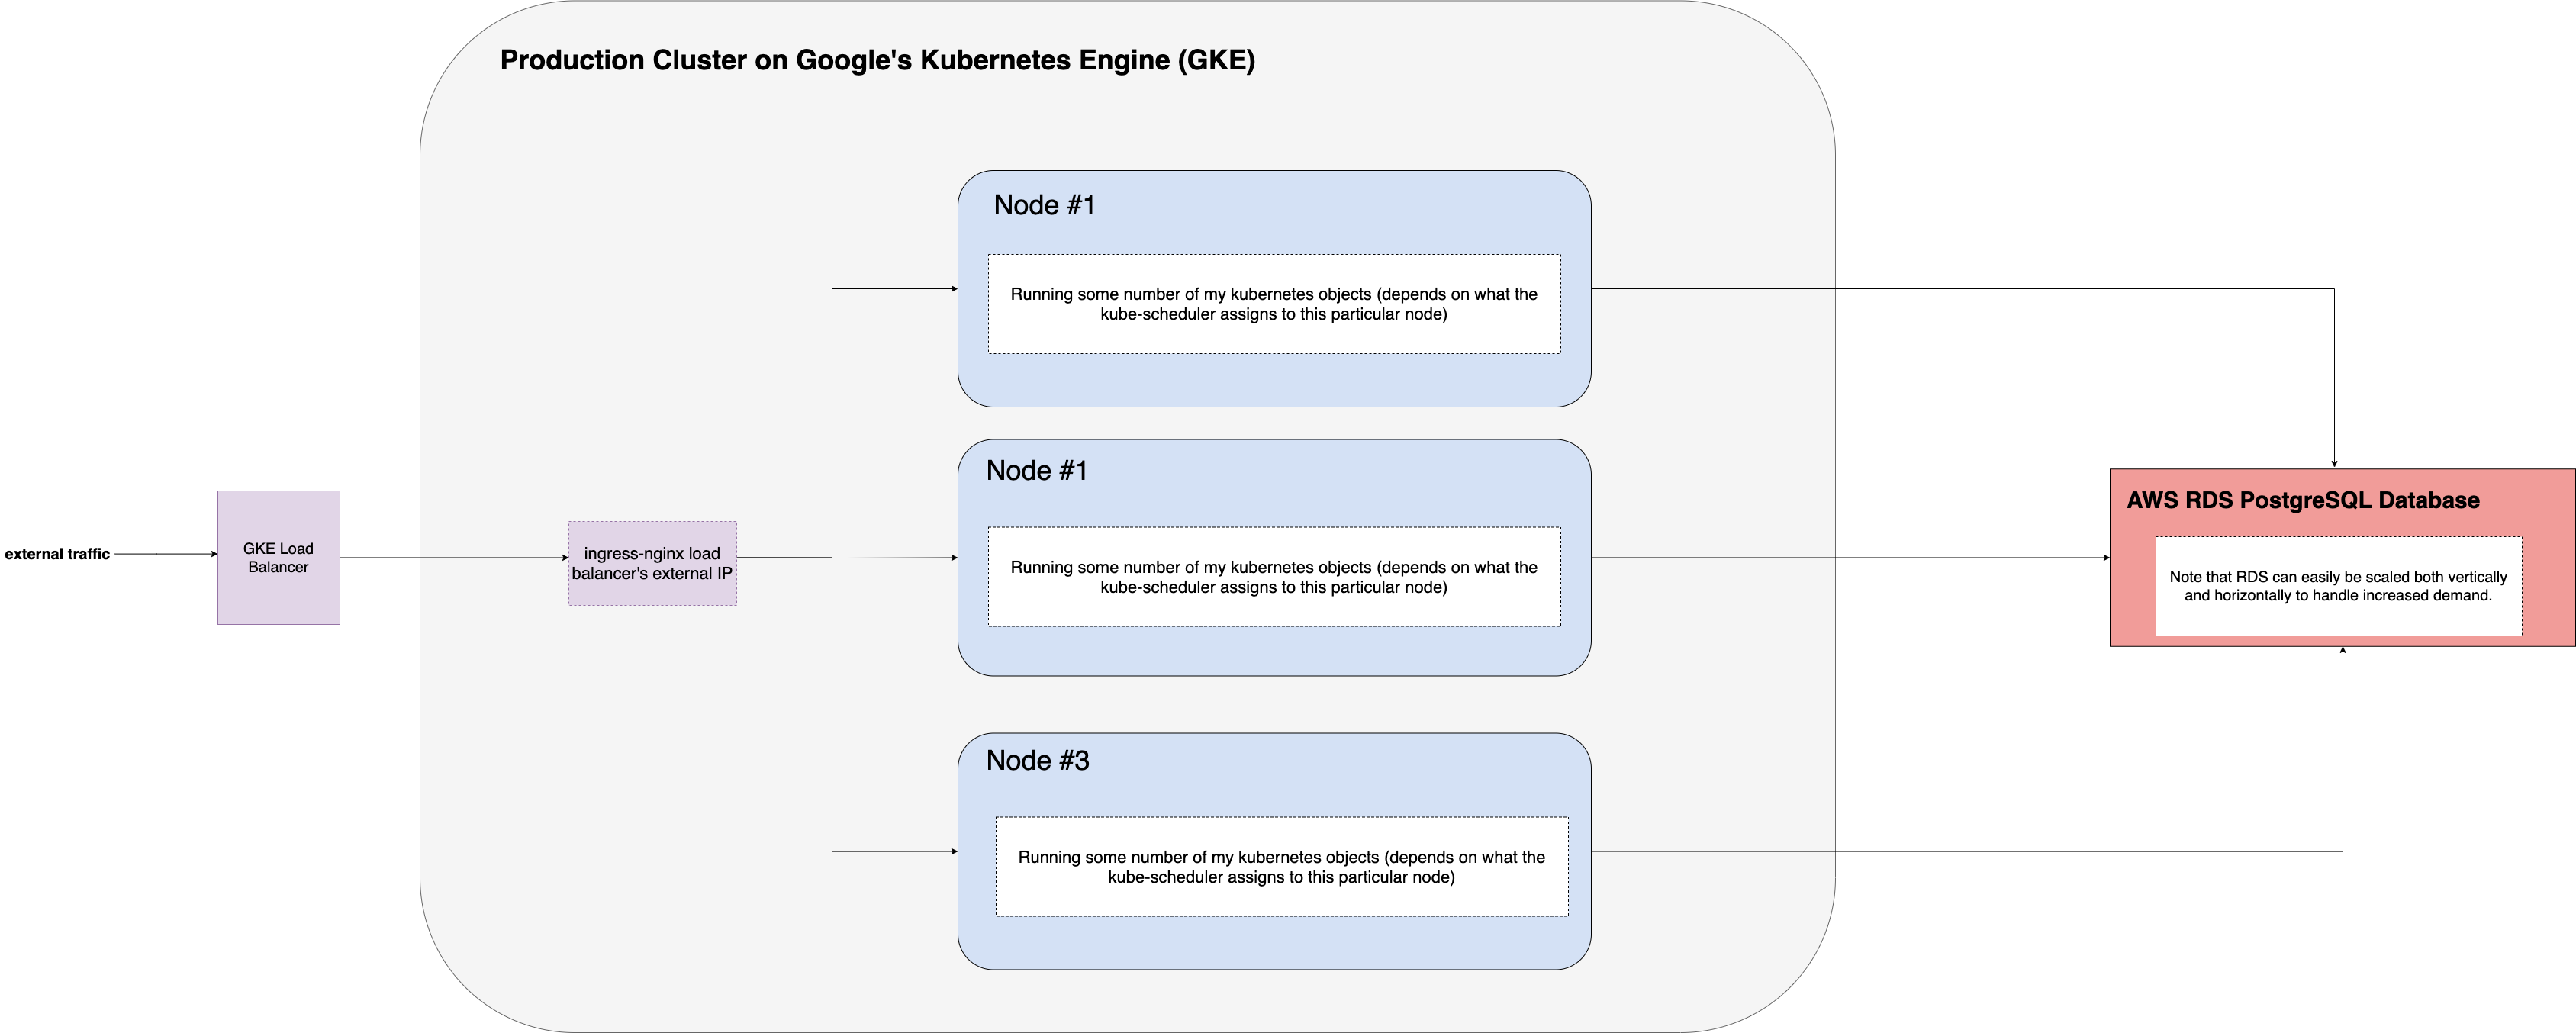 Production Cluster on Google's Kubernetes Engine (GKE)
Node #1
Running some number of my kubernetes objects (depends on what the
kube-scheduler assigns to this particular node)
external traffic
GKE Load
Balancer
ingress-nginx load
balancer's external IP
Node #1
Running some number of my kubernetes objects (depends on what the
kube-scheduler assigns to this particular node)
AWS RDS PostgreSQL Database
Note that RDS can easily be scaled both vertically
and horizontally to handle increased demand.
Node #3
Running some number of my kubernetes objects (depends on what the
kube-scheduler assigns to this particular node)